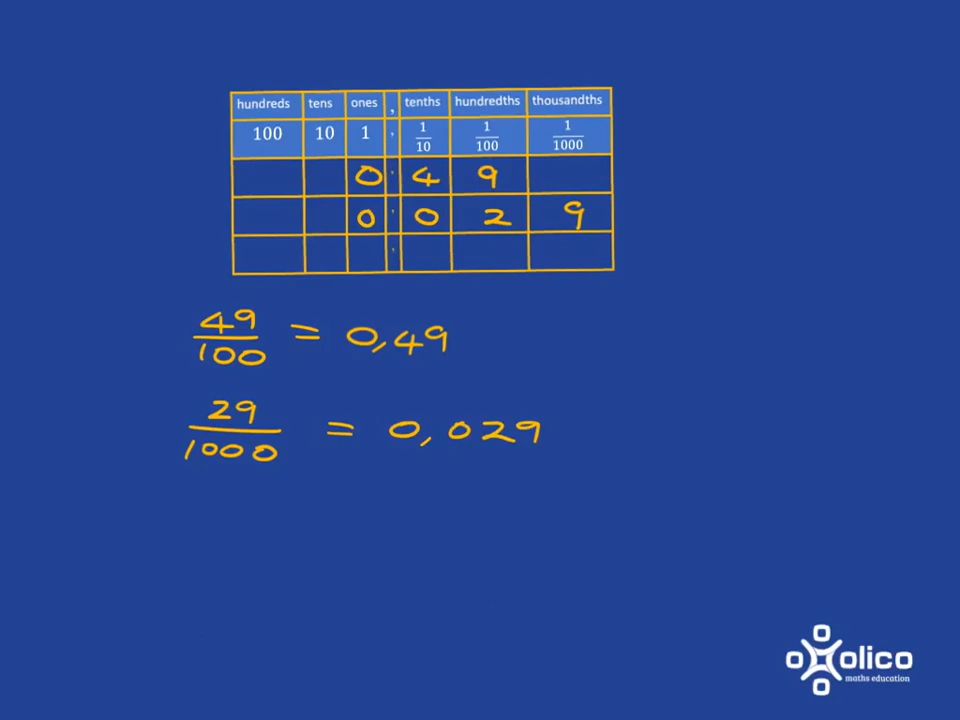 hundreds tens ones , tenths hundredths thousandths
100 10 1 , 1/10 1/100 1/1000
0 , 4 9
0 , 0 2 9
,
49/100 = 0,49
29/1000 = 0,029
olico
maths education